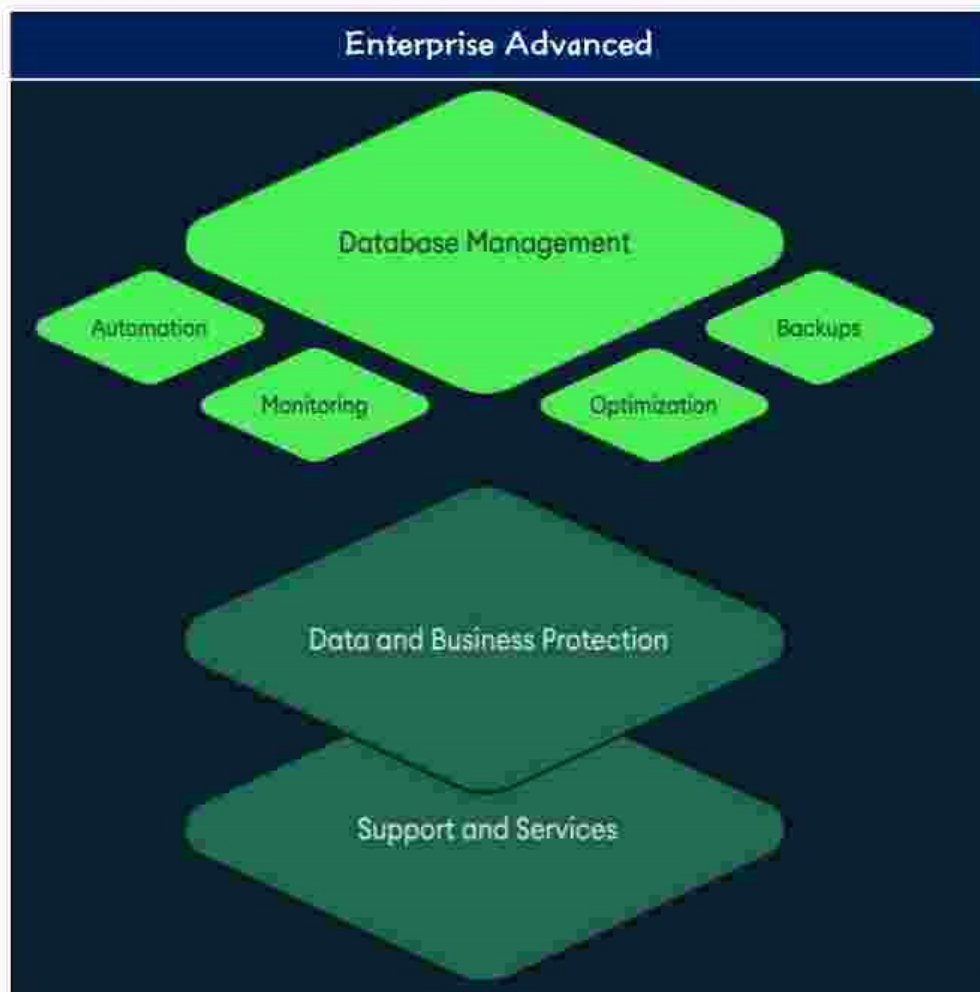 Enterprise Advanced
Database Management
Automation
Backups
Monitoring
Optimization
Data and Business Protection
Support and Services